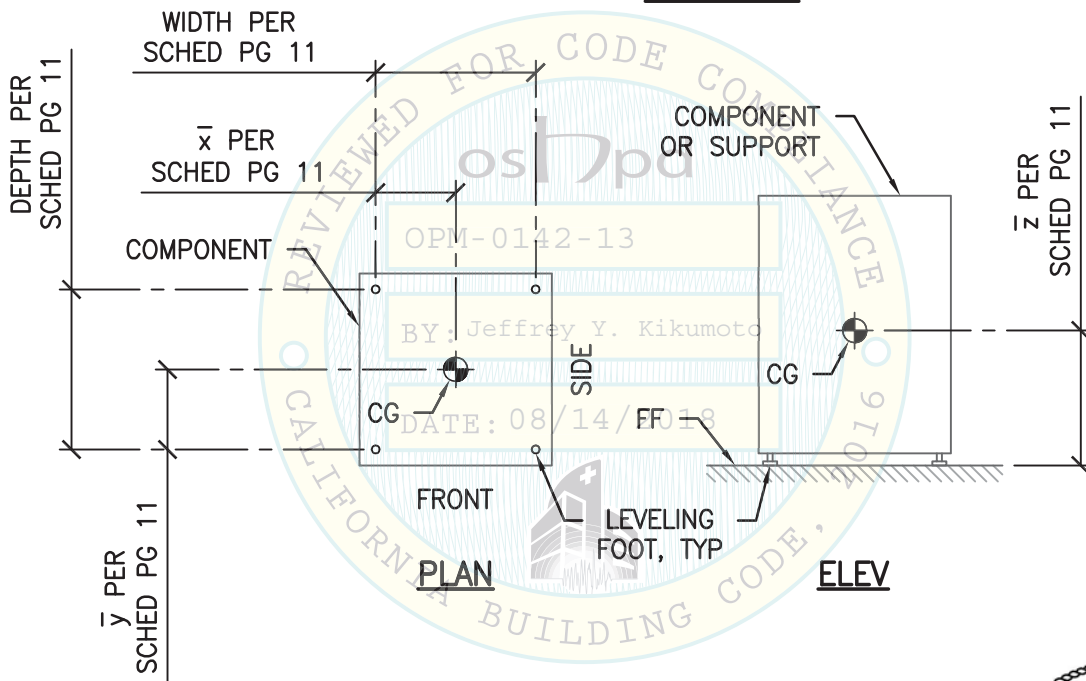 WIDTH PER
SCHED PG 11
DEPTH PER
SCHED PG 11
x̅ PER
SCHED PG 11
COMPONENT
CG
SIDE
FRONT
PLAN
y̅ PER
SCHED PG 11
LEVELING
FOOT, TYP
COMPONENT
OR SUPPORT
CG
FF
ELEV
z̅ PER
SCHED PG 11
REVIEWED FOR CODE COMPLIANCE
oshpd
OPM-0142-13
BY: Jeffrey Y. Kikumoto
DATE: 08/14/2018
CALIFORNIA BUILDING CODE, 2016